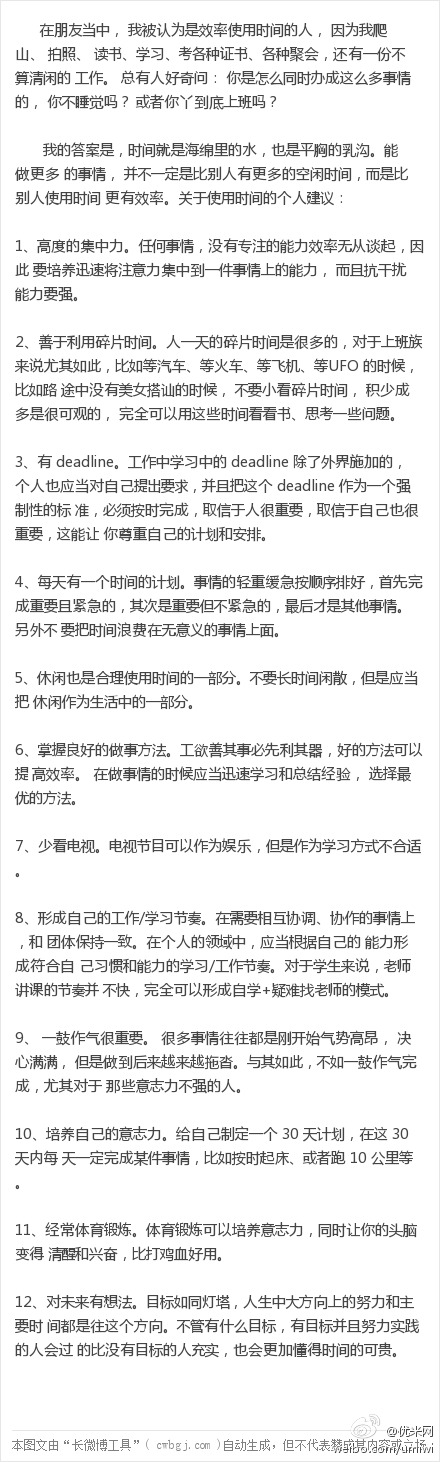 在朋友当中， 我被认为是效率使用时间的人， 因为我爬
山、 拍照、 读书、学习、考各种证书、各种聚会，还有一份不
算清闲的 工作。 总有人好奇问： 你是怎么同时办成这么多事情
的， 你不睡觉吗？ 或者你丫到底上班吗？
我的答案是，时间就是海绵里的水，也是平胸的乳沟。能
做更多 的事情， 并不一定是比别人有更多的空闲时间，而是比
别人使用时间 更有效率。关于使用时间的个人建议：
1、高度的集中力。任何事情，没有专注的能力效率无从谈起，因
此 要培养迅速将注意力集中到一件事情上的能力， 而且抗干扰
能力要强。
2、善于利用碎片时间。人一天的碎片时间是很多的，对于上班族
来说尤其如此，比如等汽车、等火车、等飞机、等UFO 的时候，
比如路 途中没有美女搭讪的时候， 不要小看碎片时间， 积少成
多是很可观的， 完全可以用这些时间看看书、思考一些问题。
3、有 deadline。工作中学习中的 deadline 除了外界施加的，
个人也应当对自己提出要求，并且把这个 deadline 作为一个强
制性的标 准，必须按时完成，取信于人很重要，取信于自己也很
重要，这能让 你尊重自己的计划和安排。
4、每天有一个时间的计划。事情的轻重缓急按顺序排好，首先完
成重要且紧急的，其次是重要但不紧急的，最后才是其他事情。
另外不 要把时间浪费在无意义的事情上面。
5、休闲也是合理使用时间的一部分。不要长时间闲散，但是应当
把 休闲作为生活中的一部分。
6、掌握良好的做事方法。工欲善其事必先利其器，好的方法可以
提 高效率。 在做事情的时候应当迅速学习和总结经验， 选择最
优的方法。
7、少看电视。电视节目可以作为娱乐，但是作为学习方式不合适
。
8、形成自己的工作/学习节奏。在需要相互协调、协作的事情上
，和 团体保持一致。在个人的领域中，应当根据自己的 能力形
成符合自 己习惯和能力的学习/工作节奏。对于学生来说，老师
讲课的节奏并 不快，完全可以形成自学+疑难找老师的模式。
9、 一鼓作气很重要。 很多事情往往都是刚开始气势高昂， 决
心满满， 但是做到后来越来越拖沓。与其如此，不如一鼓作气完
成，尤其对于 那些意志力不强的人。
10、培养自己的意志力。给自己制定一个 30 天计划，在这 30
天内每 天一定完成某件事情，比如按时起床、或者跑 10 公里等
。
11、经常体育锻炼。体育锻炼可以培养意志力，同时让你的头脑
变得 清醒和兴奋，比打鸡血好用。
12、对未来有想法。目标如同灯塔，人生中大方向上的努力和主
要时 间都是往这个方向。不管有什么目标，有目标并且努力实践
的人会过 的比没有目标的人充实，也会更加懂得时间的可贵。
@优米网
本图文由“长微博工具”( cwbgj.com )自动生成，但不代表赞成其内容或立场；
weibo.com/umiwi